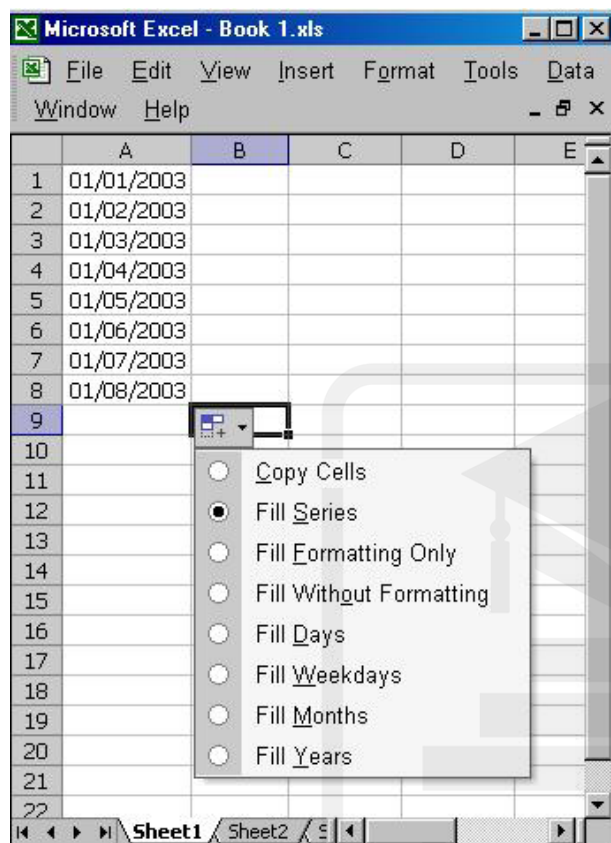 Microsoft Excel - Book 1.xls
File Edit View Insert Format Tools Data
Window Help
A B C D E
1 01/01/2003
2 01/02/2003
3 01/03/2003
4 01/04/2003
5 01/05/2003
6 01/06/2003
7 01/07/2003
8 01/08/2003
9
10
11 Copy Cells
12 Fill Series
13 Fill Formatting Only
14
15 Fill Without Formatting
16 Fill Days
17 Fill Weekdays
18
19 Fill Months
20 Fill Years
21
22
Sheet1 Sheet2 S